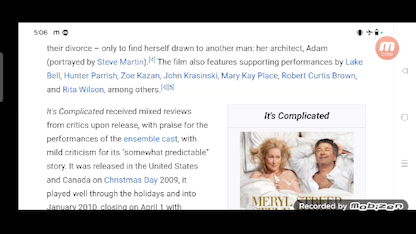 5:06 M
their divorce – only to find herself drawn to another man: her architect, Adam
(portrayed by Steve Martin).[4] The film also features supporting performances by Lake
Bell, Hunter Parrish, Zoe Kazan, John Krasinski, Mary Kay Place, Robert Curtis Brown,
and Rita Wilson, among others.[4][5]
It's Complicated received mixed reviews
from critics upon release, with praise for the
performances of the ensemble cast, with
mild criticism for its "somewhat predictable"
story. It was released in the United States
and Canada on Christmas Day 2009, it
played well through the holidays and into
January 2010, closing on April 1 with
It's Complicated
MERYL STREEP
Recorded by Mobizen